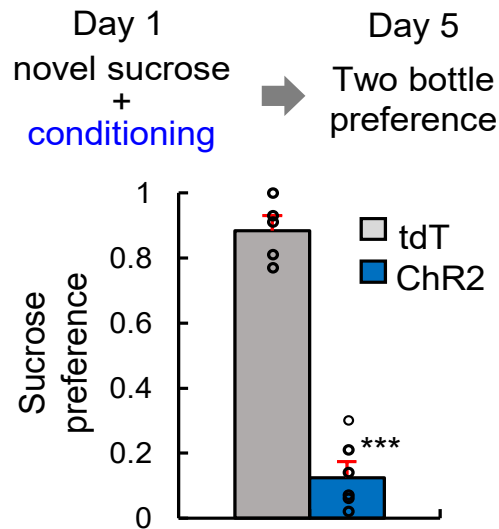 Day 1
novel sucrose
+
conditioning
Day 5
Two bottle
preference
Sucrose
preference
1
0.8
0.6
0.4
0.2
0
tdT
ChR2
***